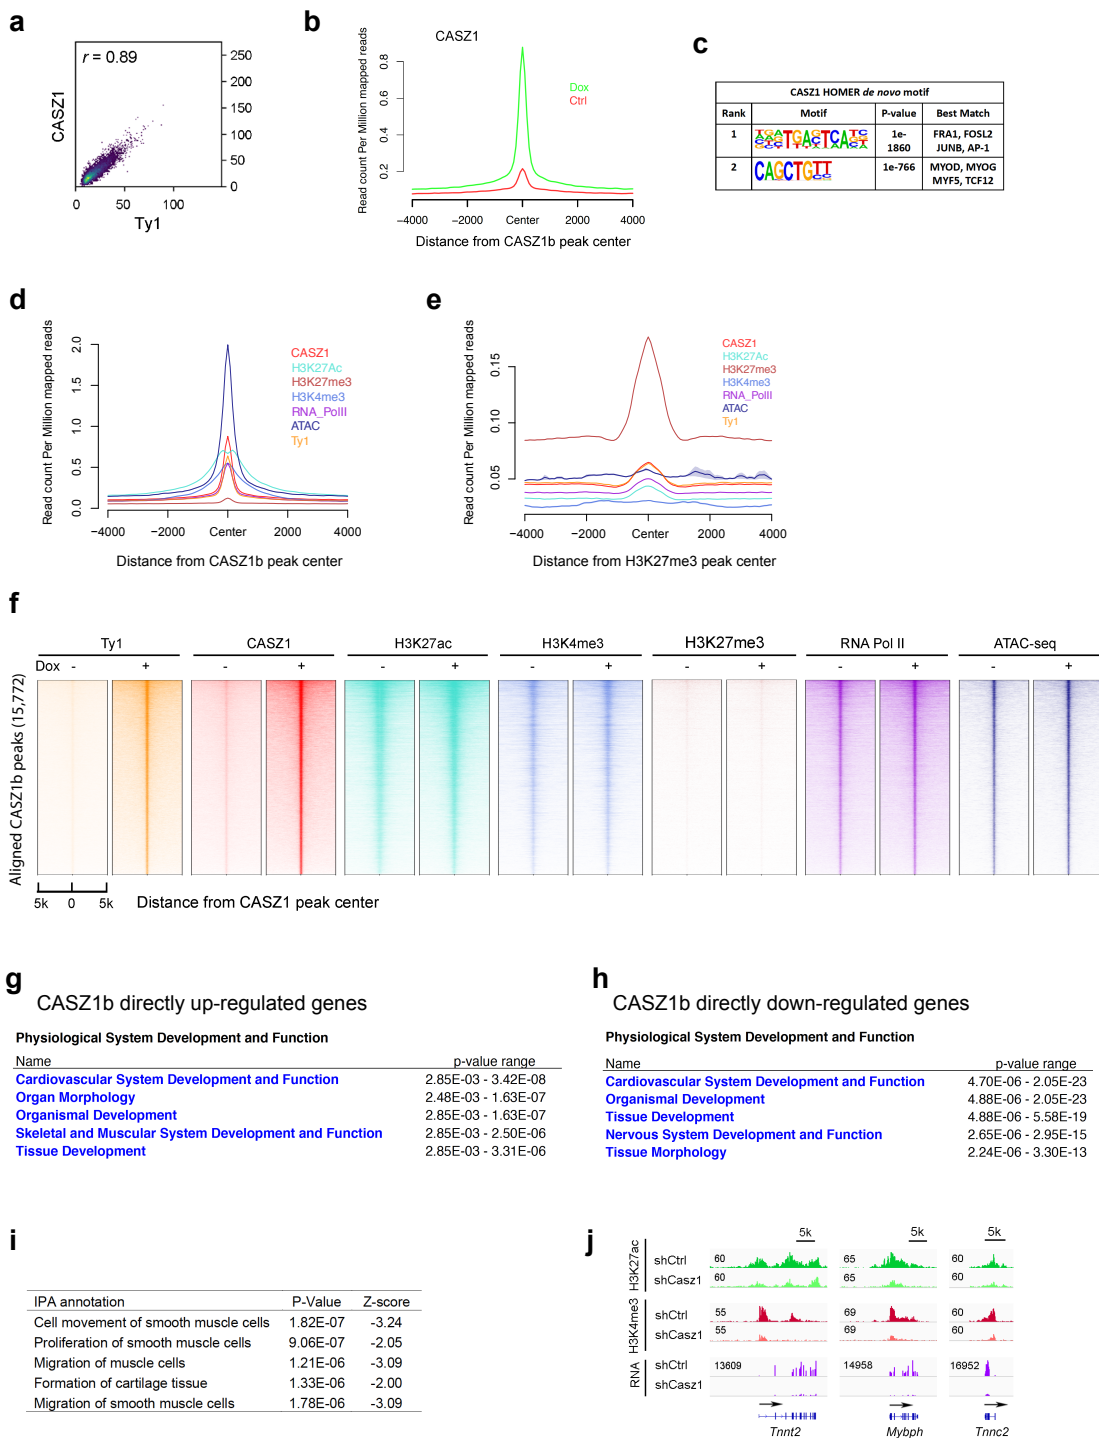 a
r = 0.89
CASZ1
250
200
150
100
50
0
0 50 100
Ty1
b
CASZ1
Read count Per Million mapped reads
0.8
0.6
0.4
0.2
Dox
Ctrl
−4000 −2000 Center 2000 4000
Distance from CASZ1b peak center
c
CASZ1 HOMER de novo motif
Rank Motif P-value Best Match
1 1e-1860 FRA1, FOSL2 JUNB, AP-1
2 CAGCTG 1e-766 MYOD, MYOG MYF5, TCF12
d
Read count Per Million mapped reads
2.0
1.5
1.0
0.5
0.0
CASZ1
H3K27Ac
H3K27me3
H3K4me3
RNA_PolII
ATAC
Ty1
−4000 −2000 Center 2000 4000
Distance from CASZ1b peak center
e
Read count Per Million mapped reads
0.15
0.10
0.05
CASZ1
H3K27Ac
H3K27me3
H3K4me3
RNA_PolII
ATAC
Ty1
−4000 −2000 Center 2000 4000
Distance from H3K27me3 peak center
f
Ty1 CASZ1 H3K27ac H3K4me3 H3K27me3 RNA Pol II ATAC-seq
Dox - + - + - + - + - + - + - +
Aligned CASZ1b peaks (15,772)
5k 0 5k Distance from CASZ1 peak center
g
CASZ1b directly up-regulated genes
Physiological System Development and Function
Name p-value range
Cardiovascular System Development and Function 2.85E-03 - 3.42E-08
Organ Morphology 2.48E-03 - 1.63E-07
Organismal Development 2.85E-03 - 1.63E-07
Skeletal and Muscular System Development and Function 2.85E-03 - 2.50E-06
Tissue Development 2.85E-03 - 3.31E-06
h
CASZ1b directly down-regulated genes
Physiological System Development and Function
Name p-value range
Cardiovascular System Development and Function 4.70E-06 - 2.05E-23
Organismal Development 4.88E-06 - 2.05E-23
Tissue Development 4.88E-06 - 5.58E-19
Nervous System Development and Function 2.65E-06 - 2.95E-15
Tissue Morphology 2.24E-06 - 3.30E-13
i
IPA annotation P-Value Z-score
Cell movement of smooth muscle cells 1.82E-07 -3.24
Proliferation of smooth muscle cells 9.06E-07 -2.05
Migration of muscle cells 1.21E-06 -3.09
Formation of cartilage tissue 1.33E-06 -2.00
Migration of smooth muscle cells 1.78E-06 -3.09
j
5k 5k 5k
H3K27ac
shCtrl 60 65 60
shCasz1 60 65 60
H3K4me3
shCtrl 55 69 60
shCasz1 55 69 60
RNA
shCtrl 13609 14958 16952
shCasz1
Tnnt2 Mybph Tnnc2